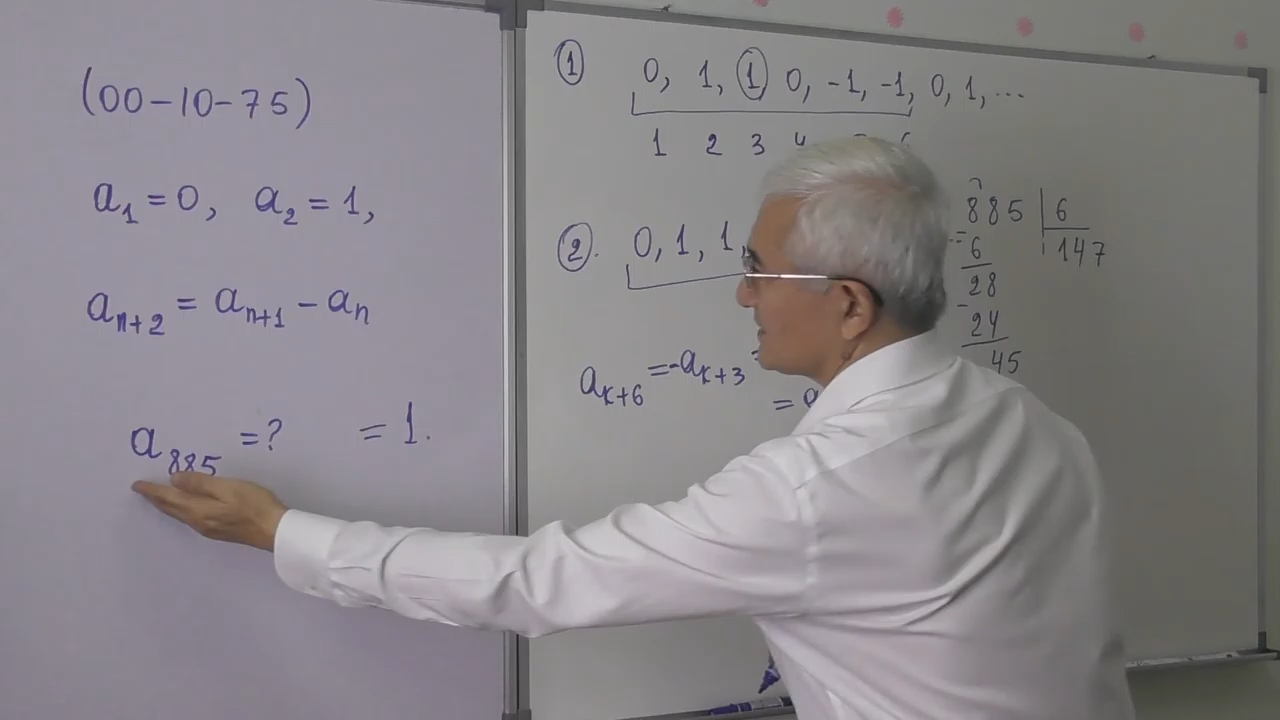 (00-10-75)
a₁ = 0, a₂ = 1,
aₙ₊₂ = aₙ₊₁ - aₙ
a₈₈₅ = ? = 1.
① 0, 1, ① 0, -1, -1, 0, 1, ...
1 2 3 4
②. 0, 1, 1,
aₖ₊₆ = -aₖ₊₃ =
= a
885 | 6
6 147
28
24
45